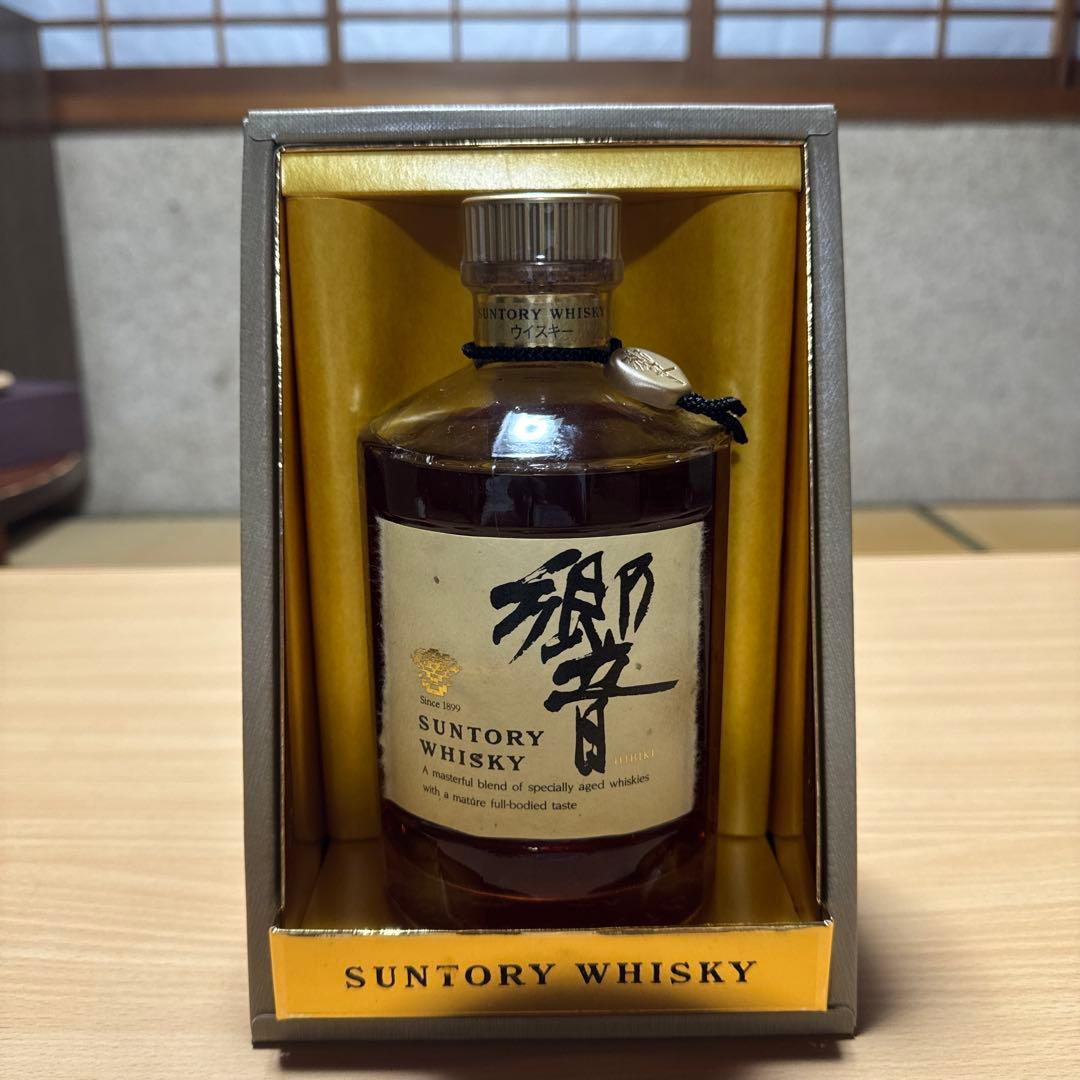 SUNTORY WHISKY
ウイスキー
響
響
Since 1899
SUNTORY
WHISKY
HIBIKI
A masterful blend of specially aged whiskies
with a mature full-bodied taste
SUNTORY WHISKY